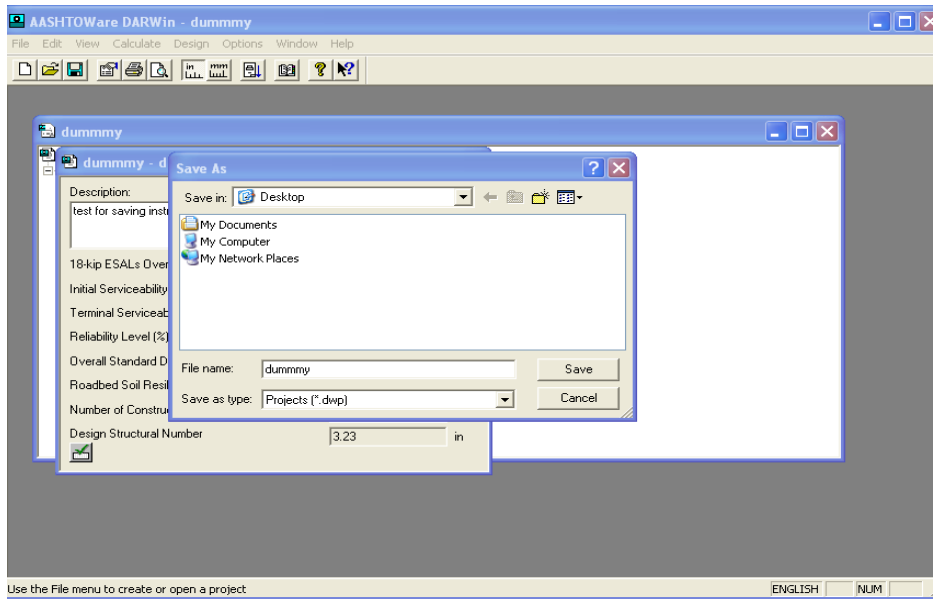 AASHTOWare DARWin - dummmy
File Edit View Calculate Design Options Window Help
in mm
dummmy
dummmy - d
Save As
Save in: Desktop
My Documents
My Computer
My Network Places
File name: dummmy Save
Save as type: Projects (*.dwp) Cancel
Description:
test for saving inst
18-kip ESALs Over
Initial Serviceability
Terminal Serviceab
Reliability Level (%)
Overall Standard D
Roadbed Soil Resil
Number of Constru
Design Structural Number 3.23 in
Use the File menu to create or open a project ENGLISH NUM